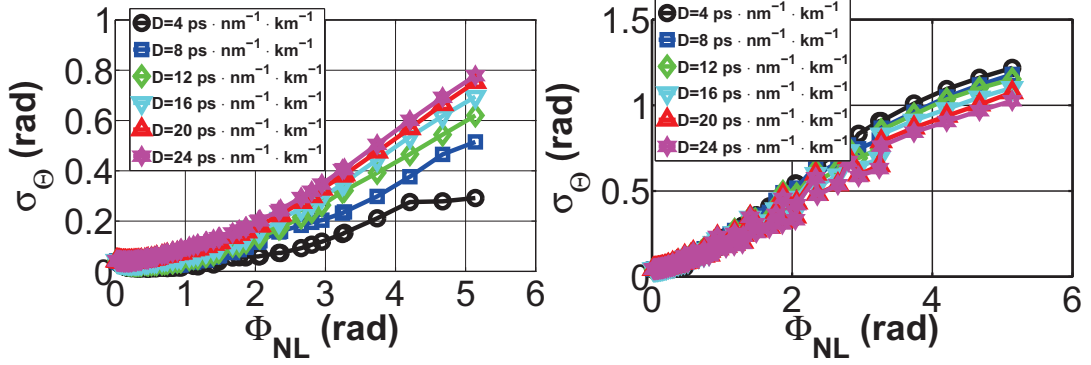 1
0.8
0.6
0.4
0.2
0
σΘ (rad)
D=4 ps · nm−1 · km−1
D=8 ps · nm−1 · km−1
D=12 ps · nm−1 · km−1
D=16 ps · nm−1 · km−1
D=20 ps · nm−1 · km−1
D=24 ps · nm−1 · km−1
0 1 2 3 4 5 6
ΦNL (rad)
1.5
1
0.5
0
σΘ (rad)
D=4 ps · nm−1 · km−1
D=8 ps · nm−1 · km−1
D=12 ps · nm−1 · km−1
D=16 ps · nm−1 · km−1
D=20 ps · nm−1 · km−1
D=24 ps · nm−1 · km−1
0 2 4 6
ΦNL (rad)